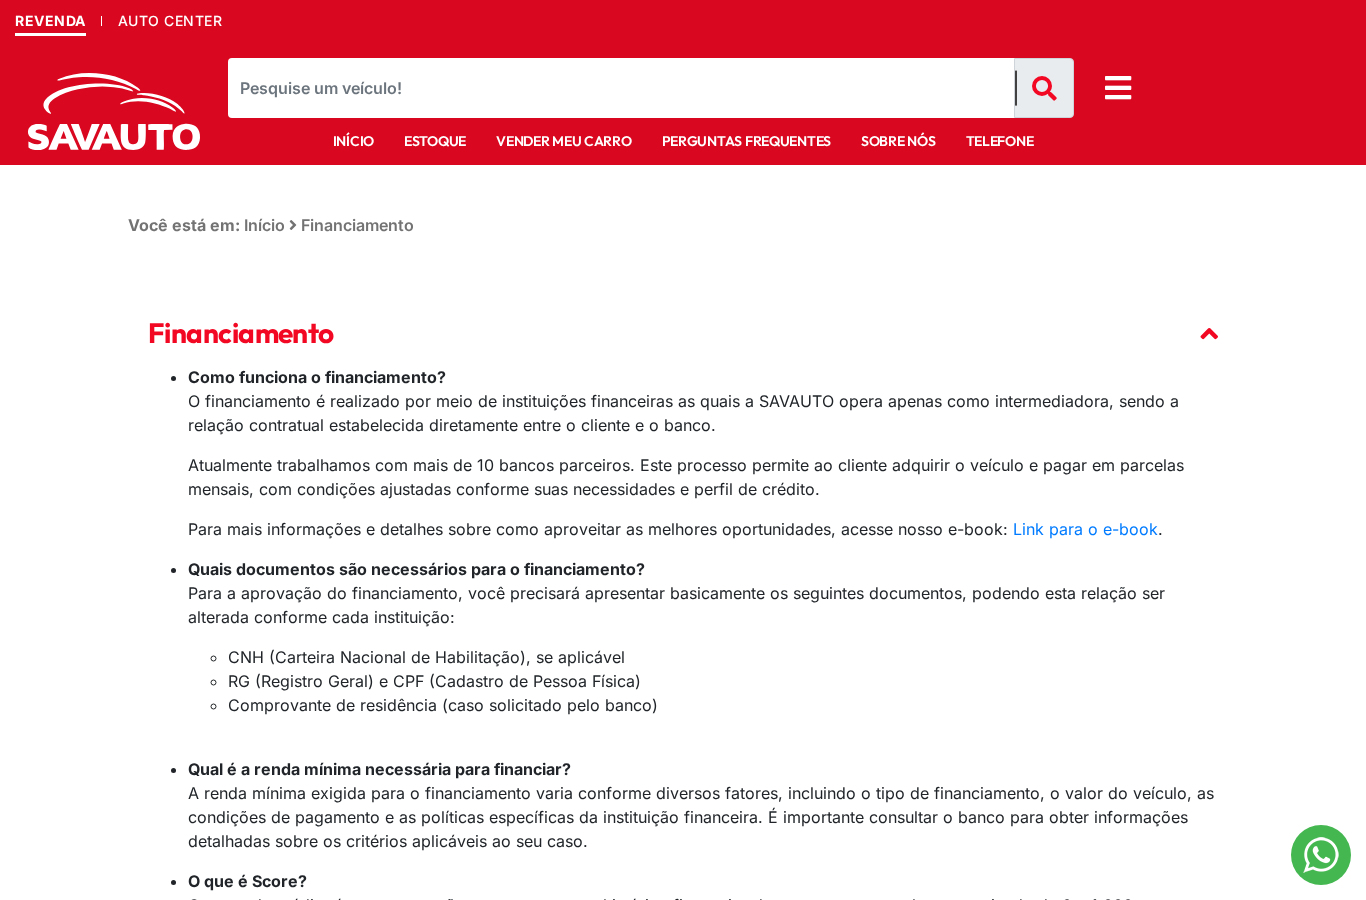 REVENDA
AUTO CENTER
SAVAUTO
Pesquise um veículo!
INÍCIO ESTOQUE VENDER MEU CARRO PERGUNTAS FREQUENTES SOBRE NÓS TELEFONE
Você está em: Início > Financiamento
Financiamento
• Como funciona o financiamento?
O financiamento é realizado por meio de instituições financeiras as quais a SAVAUTO opera apenas como intermediadora, sendo a
relação contratual estabelecida diretamente entre o cliente e o banco.
Atualmente trabalhamos com mais de 10 bancos parceiros. Este processo permite ao cliente adquirir o veículo e pagar em parcelas
mensais, com condições ajustadas conforme suas necessidades e perfil de crédito.
Para mais informações e detalhes sobre como aproveitar as melhores oportunidades, acesse nosso e-book: Link para o e-book.
• Quais documentos são necessários para o financiamento?
Para a aprovação do financiamento, você precisará apresentar basicamente os seguintes documentos, podendo esta relação ser
alterada conforme cada instituição:
◦ CNH (Carteira Nacional de Habilitação), se aplicável
◦ RG (Registro Geral) e CPF (Cadastro de Pessoa Física)
◦ Comprovante de residência (caso solicitado pelo banco)
• Qual é a renda mínima necessária para financiar?
A renda mínima exigida para o financiamento varia conforme diversos fatores, incluindo o tipo de financiamento, o valor do veículo, as
condições de pagamento e as políticas específicas da instituição financeira. É importante consultar o banco para obter informações
detalhadas sobre os critérios aplicáveis ao seu caso.
• O que é Score?